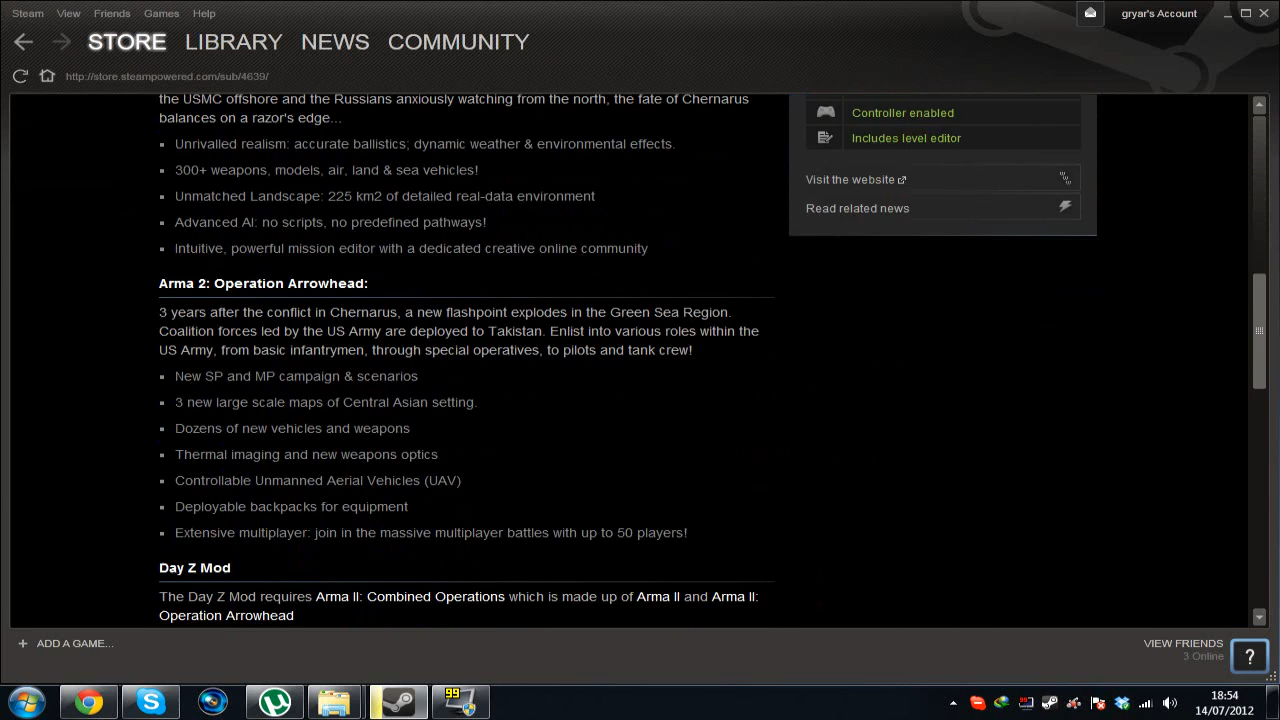 Steam View Friends Games Help
gryar's Account
STORE LIBRARY NEWS COMMUNITY
http://store.steampowered.com/sub/4639/
the USMC offshore and the Russians anxiously watching from the north, the fate of Chernarus
balances on a razor's edge...
Unrivalled realism: accurate ballistics; dynamic weather & environmental effects.
300+ weapons, models, air, land & sea vehicles!
Unmatched Landscape: 225 km2 of detailed real-data environment
Advanced AI: no scripts, no predefined pathways!
Intuitive, powerful mission editor with a dedicated creative online community
Arma 2: Operation Arrowhead:
3 years after the conflict in Chernarus, a new flashpoint explodes in the Green Sea Region.
Coalition forces led by the US Army are deployed to Takistan. Enlist into various roles within the
US Army, from basic infantrymen, through special operatives, to pilots and tank crew!
New SP and MP campaign & scenarios
3 new large scale maps of Central Asian setting.
Dozens of new vehicles and weapons
Thermal imaging and new weapons optics
Controllable Unmanned Aerial Vehicles (UAV)
Deployable backpacks for equipment
Extensive multiplayer: join in the massive multiplayer battles with up to 50 players!
Day Z Mod
The Day Z Mod requires Arma II: Combined Operations which is made up of Arma II and Arma II:
Operation Arrowhead
Controller enabled
Includes level editor
Visit the website
Read related news
+ ADD A GAME...
VIEW FRIENDS
3 Online
?
99
18:54
14/07/2012